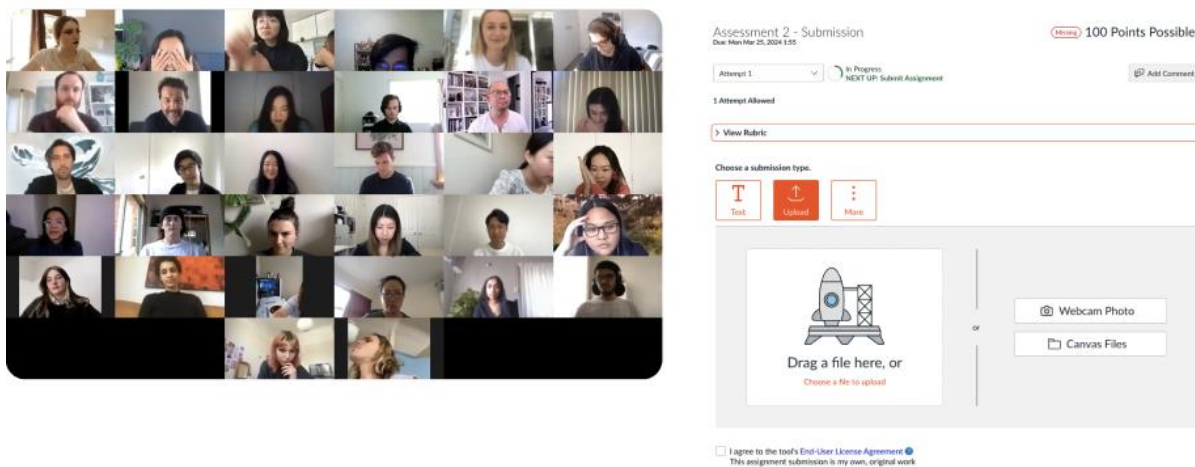 Assessment 2 - Submission
Missing 100 Points Possible
Due: Mon Mar 25, 2024 1:55
Attempt 1
In Progress
NEXT UP: Submit Assignment
Add Comment
1 Attempt Allowed
> View Rubric
Choose a submission type.
T
Text
Upload
More
Drag a file here, or
Choose a file to upload
or
Webcam Photo
Canvas Files
I agree to the tool's End-User License Agreement
This assignment submission is my own, original work